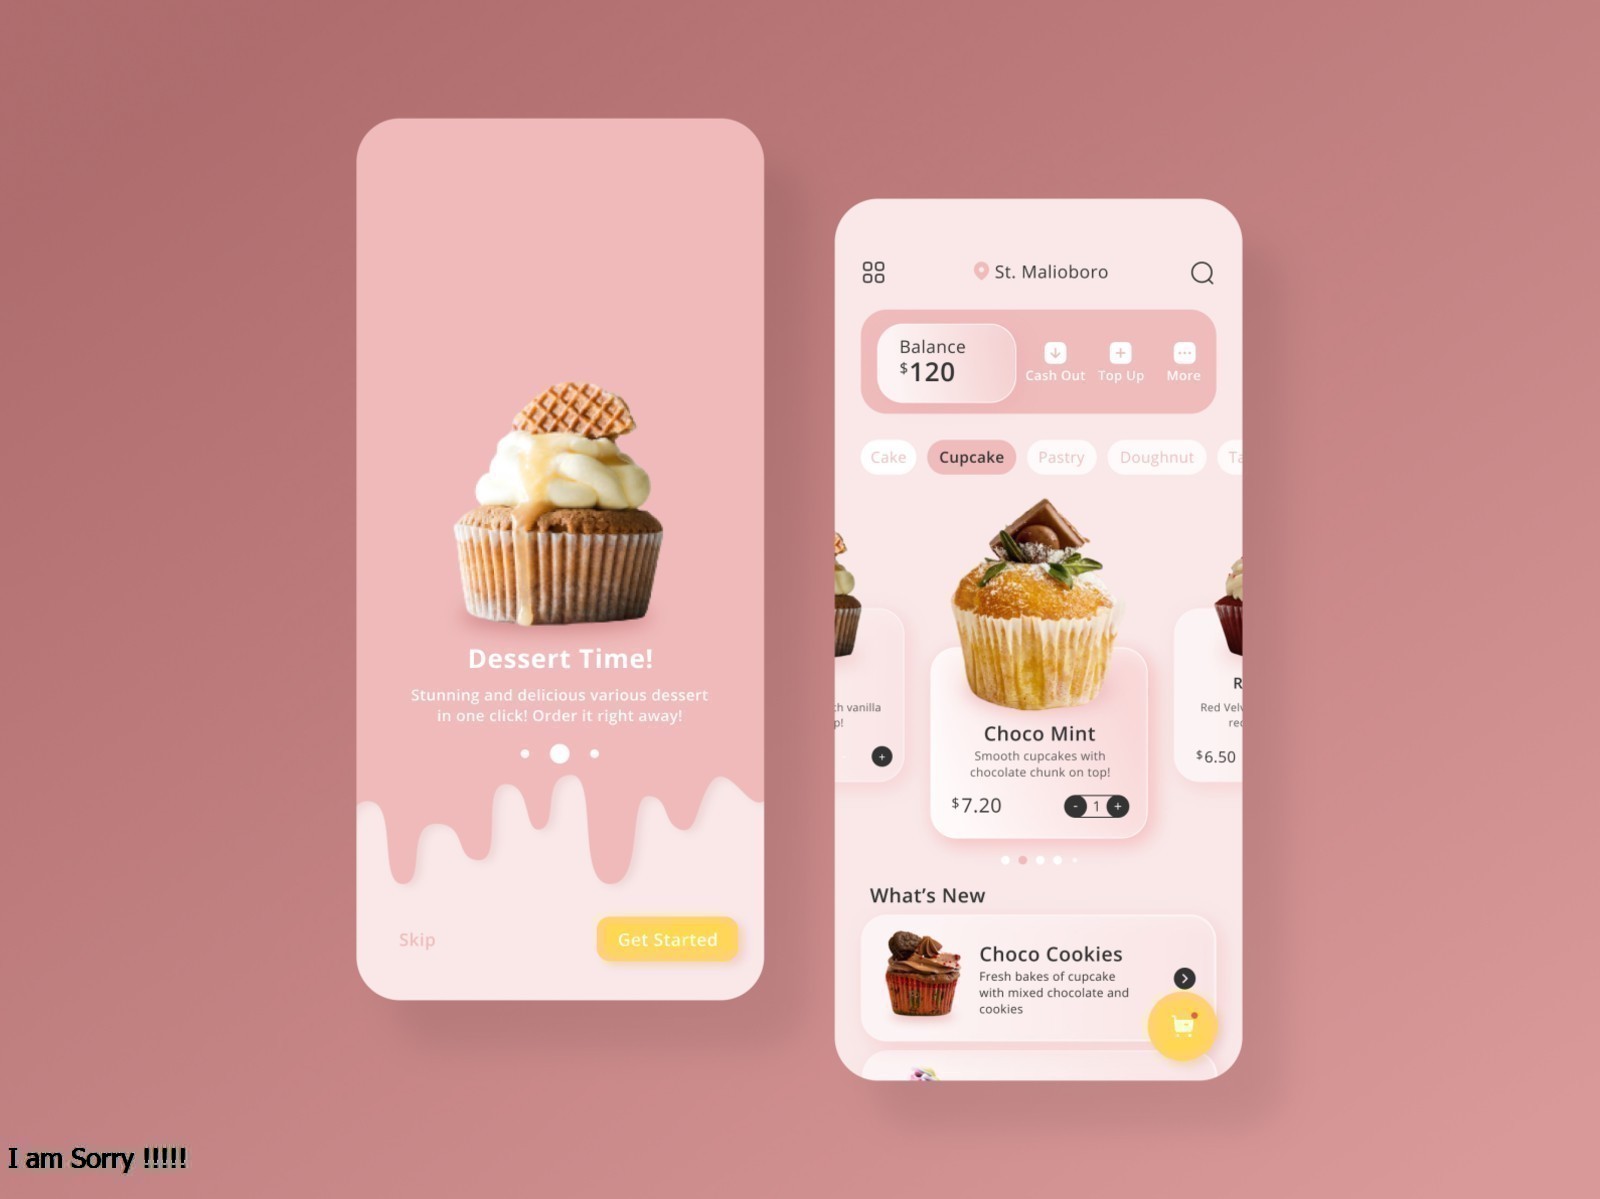 Dessert Time!
Stunning and delicious various dessert
in one click! Order it right away!
Skip
Get Started
St. Malioboro
Balance
$120
Cash Out
Top Up
More
Cake
Cupcake
Pastry
Doughnut
Ta
vanilla
p!
+
Choco Mint
Smooth cupcakes with
chocolate chunk on top!
$7.20
- 1 +
R
Red Velv
rec
$6.50
What's New
Choco Cookies
Fresh bakes of cupcake
with mixed chocolate and
cookies
I am Sorry !!!!!